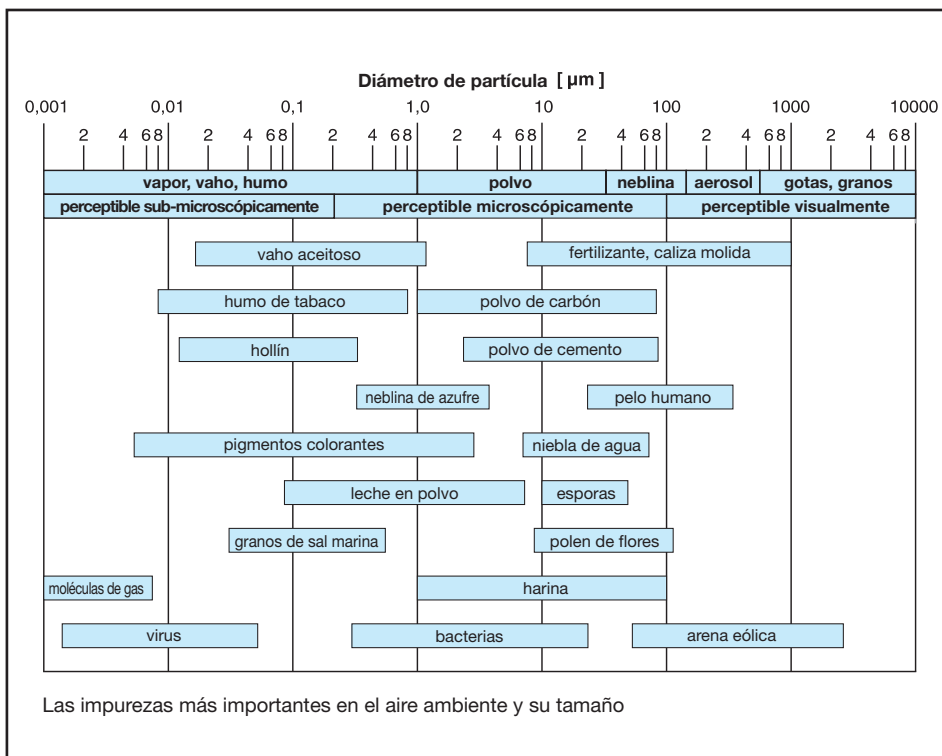 Diámetro de partícula [ µm ]
0,001 0,01 0,1 1,0 10 100 1000 10000
2 4 6 8 2 4 6 8 2 4 6 8 2 4 6 8 2 4 6 8 2 4 6 8 2 4 6 8
vapor, vaho, humo polvo neblina aerosol gotas, granos
perceptible sub-microscópicamente perceptible microscópicamente perceptible visualmente
vaho aceitoso fertilizante, caliza molida
humo de tabaco polvo de carbón
hollín polvo de cemento
neblina de azufre pelo humano
pigmentos colorantes niebla de agua
leche en polvo esporas
granos de sal marina polen de flores
moléculas de gas harina
virus bacterias arena eólica
Las impurezas más importantes en el aire ambiente y su tamaño